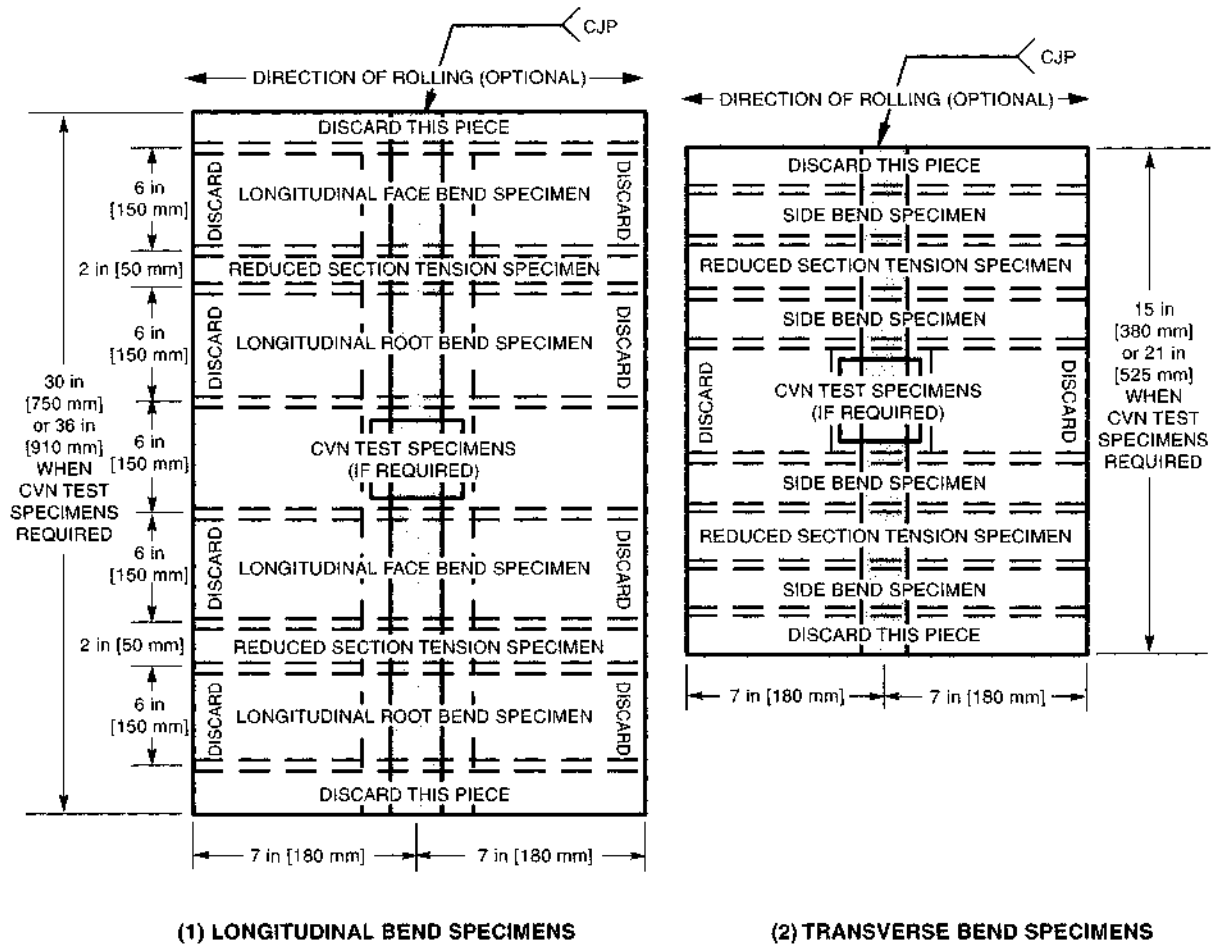 CJP
DIRECTION OF ROLLING (OPTIONAL)
DISCARD THIS PIECE
6 in
[150 mm]
DISCARD
LONGITUDINAL FACE BEND SPECIMEN
DISCARD
2 in [50 mm]
REDUCED SECTION TENSION SPECIMEN
6 in
[150 mm]
DISCARD
LONGITUDINAL ROOT BEND SPECIMEN
DISCARD
30 in
[750 mm]
or 36 in
[910 mm]
WHEN
CVN TEST
SPECIMENS
REQUIRED
6 in
[150 mm]
CVN TEST SPECIMENS
(IF REQUIRED)
6 in
[150 mm]
DISCARD
LONGITUDINAL FACE BEND SPECIMEN
DISCARD
2 in [50 mm]
REDUCED SECTION TENSION SPECIMEN
6 in
[150 mm]
DISCARD
LONGITUDINAL ROOT BEND SPECIMEN
DISCARD
DISCARD THIS PIECE
7 in [180 mm]
7 in [180 mm]
(1) LONGITUDINAL BEND SPECIMENS
CJP
DIRECTION OF ROLLING (OPTIONAL)
DISCARD THIS PIECE
SIDE BEND SPECIMEN
REDUCED SECTION TENSION SPECIMEN
SIDE BEND SPECIMEN
DISCARD
CVN TEST SPECIMENS
(IF REQUIRED)
DISCARD
15 in
[380 mm]
or 21 in
[525 mm]
WHEN
CVN TEST
SPECIMENS
REQUIRED
SIDE BEND SPECIMEN
REDUCED SECTION TENSION SPECIMEN
SIDE BEND SPECIMEN
DISCARD THIS PIECE
7 in [180 mm]
7 in [180 mm]
(2) TRANSVERSE BEND SPECIMENS